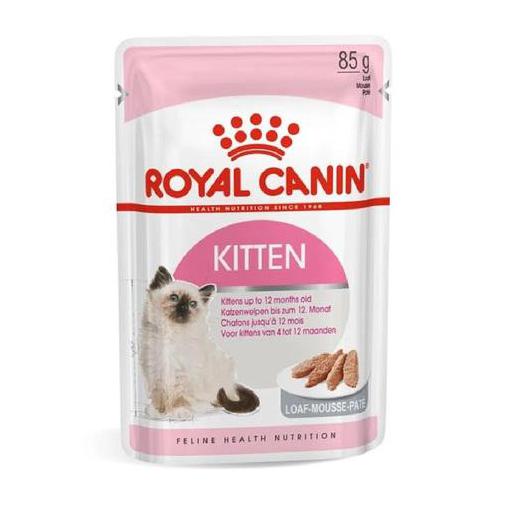 85 g
Loaf
Mousse
Pate
ROYAL CANIN®
HEALTH NUTRITION SINCE 1968
KITTEN
Kittens up to 12 months old
Katzenwelpen bis zum 12. Monat
Chatons jusqu'à 12 mois
Voor kittens van 4 tot 12 maanden
LOAF-MOUSSE-PATE
FELINE HEALTH NUTRITION